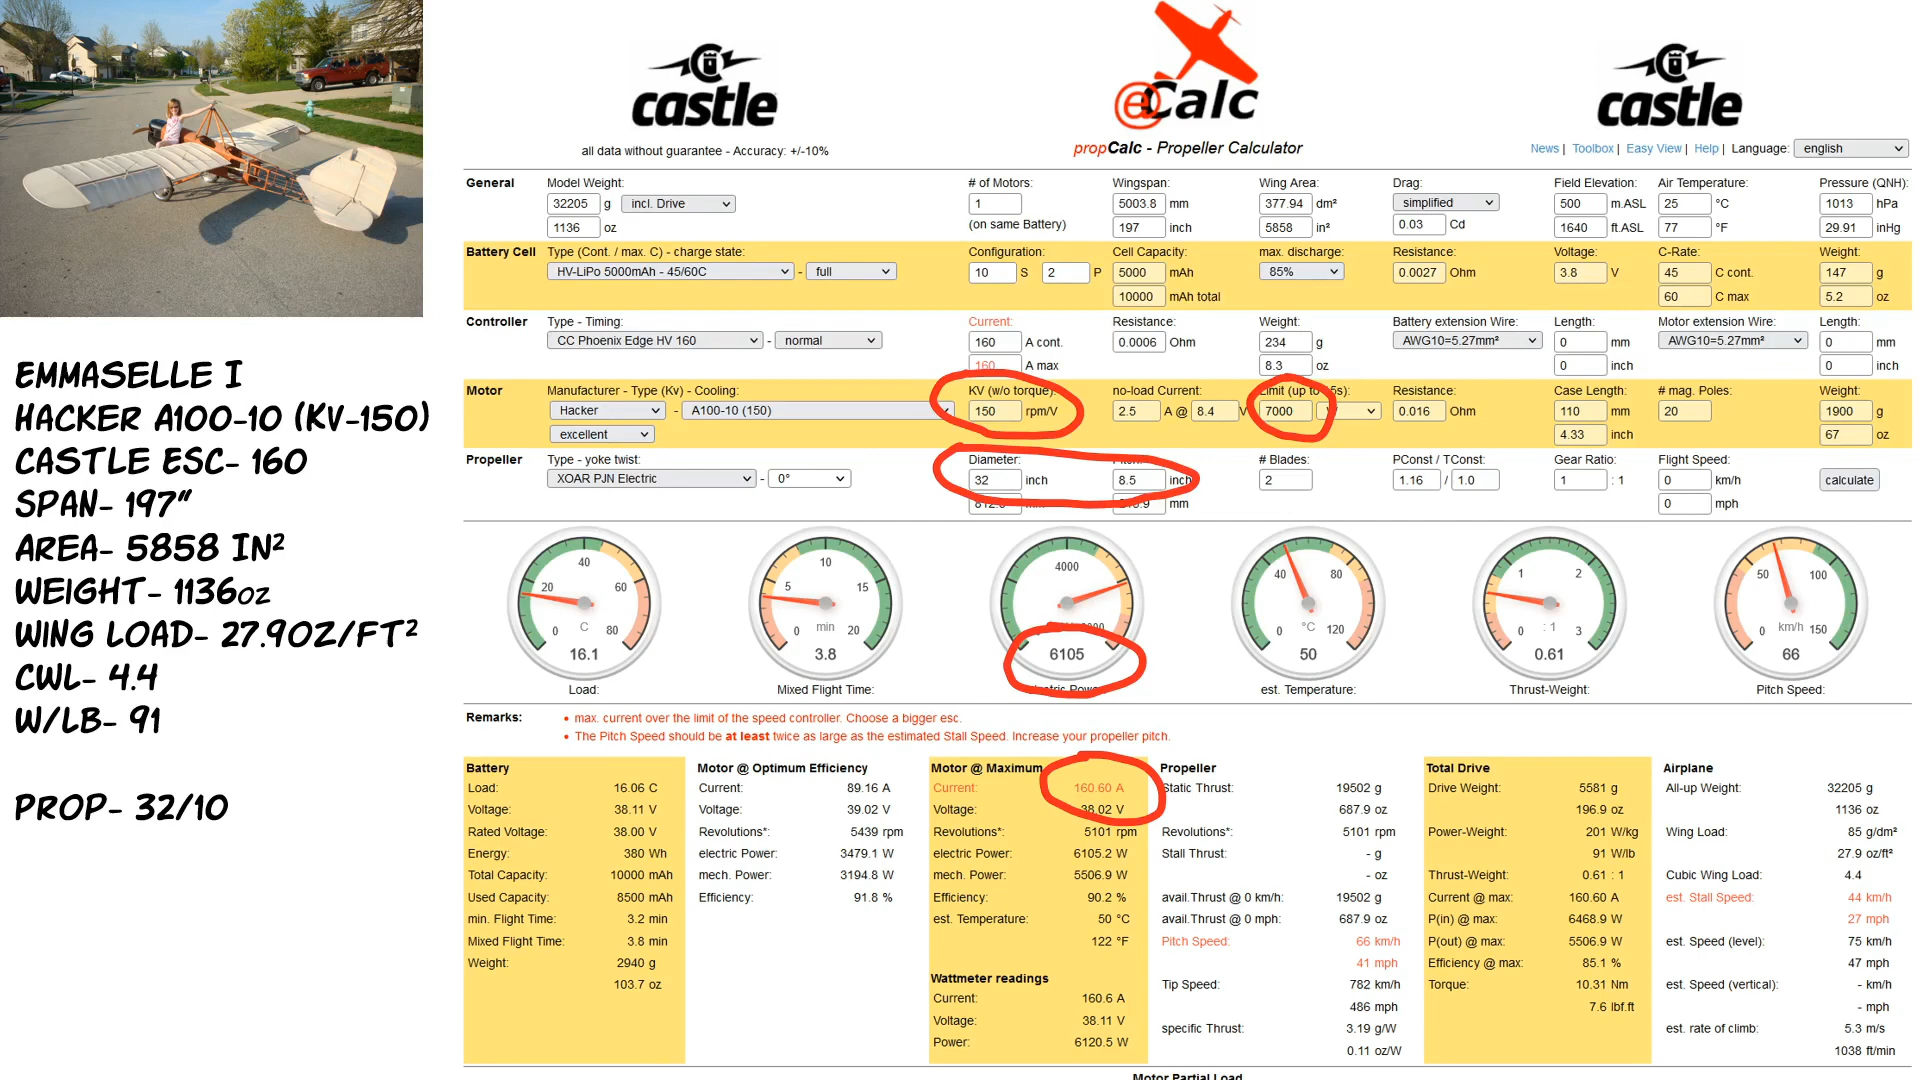 EMMASELLE I
HACKER A100-10 (KV-150)
CASTLE ESC- 160
SPAN- 197"
AREA- 5858 IN²
WEIGHT- 1136oz
WING LOAD- 27.9OZ/FT²
CWL- 4.4
W/LB- 91
PROP- 32/10
castle
eCalc
castle
all data without guarantee - Accuracy: +/-10%
propCalc - Propeller Calculator
News | Toolbox | Easy View | Help | Language: english
General Model Weight: # of Motors: Wingspan: Wing Area: Drag: Field Elevation: Air Temperature: Pressure (QNH):
32205 g incl. Drive 1 5003.8 mm 377.94 dm² simplified 500 m.ASL 25 °C 1013 hPa
1136 oz (on same Battery) 197 inch 5858 in² 0.03 Cd 1640 ft.ASL 77 °F 29.91 inHg
Battery Cell Type (Cont. / max. C) - charge state: Configuration: Cell Capacity: max. discharge: Resistance: Voltage: C-Rate: Weight:
HV-LiPo 5000mAh - 45/60C - full 10 S 2 P 5000 mAh 85% 0.0027 Ohm 3.8 V 45 C cont. 147 g
10000 mAh total 60 C max 5.2 oz
Controller Type - Timing: Current: Resistance: Weight: Battery extension Wire: Length: Motor extension Wire: Length:
CC Phoenix Edge HV 160 - normal 160 A cont. 0.0006 Ohm 234 g AWG10=5.27mm² 0 mm AWG10=5.27mm² 0 mm
160 A max 8.3 oz 0 inch 0 inch
Motor Manufacturer - Type (Kv) - Cooling: KV (w/o torque): no-load Current: Limit (up to 15s): Resistance: Case Length: # mag. Poles: Weight:
Hacker - A100-10 (150) 150 rpm/V 2.5 A @ 8.4 V 7000 W 0.016 Ohm 110 mm 20 1900 g
excellent 4.33 inch 67 oz
Propeller Type - yoke twist: Diameter: # Blades: PConst / TConst: Gear Ratio: Flight Speed:
XOAR PJN Electric - 0° 32 inch 8.5 inch 2 1.16 / 1.0 1 : 1 0 km/h calculate
mm mm 0 mph
0 20 40 60 80 C 16.1
0 5 10 15 20 min 3.8
4000 6105
0 40 80 120 °C 50
0 1 2 3 : 1 0.61
0 50 100 150 km/h 66
Load: Mixed Flight Time: Electric Power: est. Temperature: Thrust-Weight: Pitch Speed:
Remarks: • max. current over the limit of the speed controller. Choose a bigger esc.
• The Pitch Speed should be at least twice as large as the estimated Stall Speed. Increase your propeller pitch.
Battery
Load: 16.06 C
Voltage: 38.11 V
Rated Voltage: 38.00 V
Energy: 380 Wh
Total Capacity: 10000 mAh
Used Capacity: 8500 mAh
min. Flight Time: 3.2 min
Mixed Flight Time: 3.8 min
Weight: 2940 g
103.7 oz
Motor @ Optimum Efficiency
Current: 89.16 A
Voltage: 39.02 V
Revolutions*: 5439 rpm
electric Power: 3479.1 W
mech. Power: 3194.8 W
Efficiency: 91.8 %
Motor @ Maximum
Current: 160.60 A
Voltage: 38.02 V
Revolutions*: 5101 rpm
electric Power: 6105.2 W
mech. Power: 5506.9 W
Efficiency: 90.2 %
est. Temperature: 50 °C
122 °F
Wattmeter readings
Current: 160.6 A
Voltage: 38.11 V
Power: 6120.5 W
Propeller
Static Thrust: 19502 g
687.9 oz
Revolutions*: 5101 rpm
Stall Thrust: - g
- oz
avail.Thrust @ 0 km/h: 19502 g
avail.Thrust @ 0 mph: 687.9 oz
Pitch Speed: 66 km/h
41 mph
Tip Speed: 782 km/h
486 mph
specific Thrust: 3.19 g/W
0.11 oz/W
Total Drive
Drive Weight: 5581 g
196.9 oz
Power-Weight: 201 W/kg
91 W/lb
Thrust-Weight: 0.61 : 1
Current @ max: 160.60 A
P(in) @ max: 6468.9 W
P(out) @ max: 5506.9 W
Efficiency @ max: 85.1 %
Torque: 10.31 Nm
7.6 lbf.ft
Airplane
All-up Weight: 32205 g
1136 oz
Wing Load: 85 g/dm²
27.9 oz/ft²
Cubic Wing Load: 4.4
est. Stall Speed: 44 km/h
27 mph
est. Speed (level): 75 km/h
47 mph
est. Speed (vertical): - km/h
- mph
est. rate of climb: 5.3 m/s
1038 ft/min
Motor Partial Load